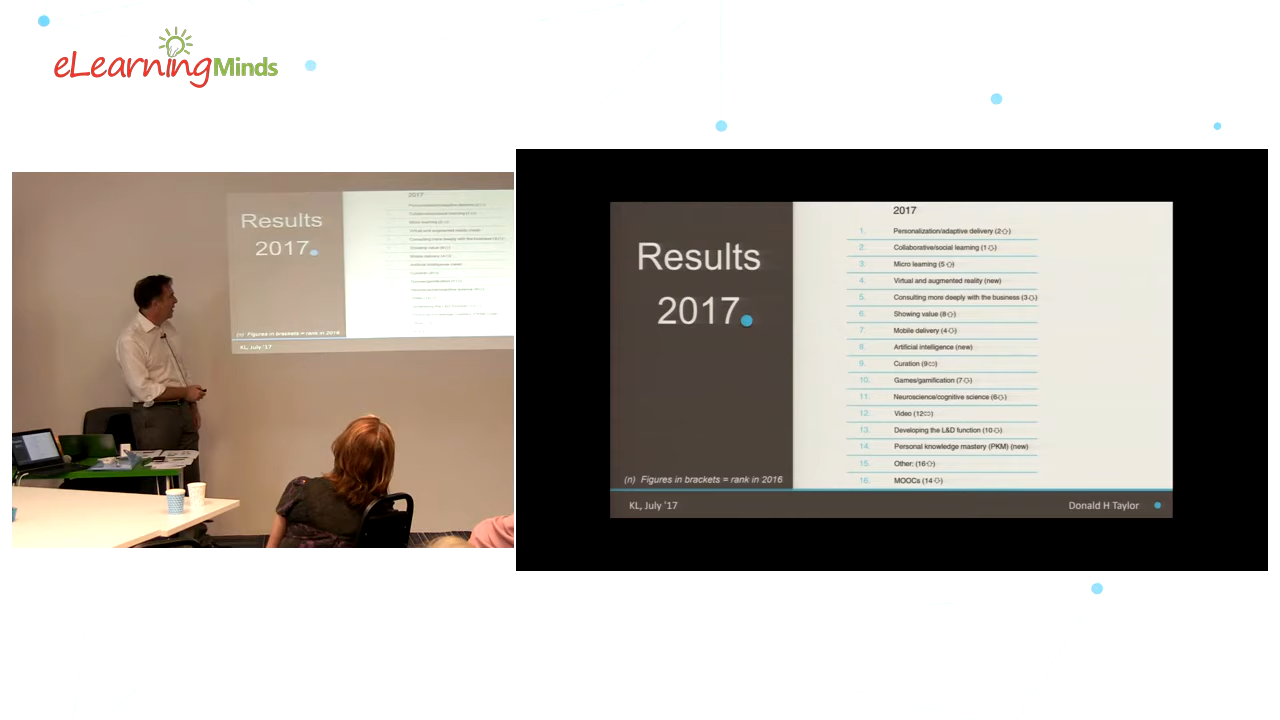 eLearningMinds
Results
2017.
(n) Figures in brackets = rank in 2016
KL, July '17
Results
2017.
(n) Figures in brackets = rank in 2016
2017
1. Personalization/adaptive delivery (2⇧)
2. Collaborative/social learning (1⇩)
3. Micro learning (5⇧)
4. Virtual and augmented reality (new)
5. Consulting more deeply with the business (3⇩)
6. Showing value (8⇧)
7. Mobile delivery (4⇩)
8. Artificial intelligence (new)
9. Curation (9⇔)
10. Games/gamification (7⇩)
11. Neuroscience/cognitive science (6⇩)
12. Video (12⇔)
13. Developing the L&D function (10⇩)
14. Personal knowledge mastery (PKM) (new)
15. Other: (16⇧)
16. MOOCs (14⇩)
KL, July '17
Donald H Taylor